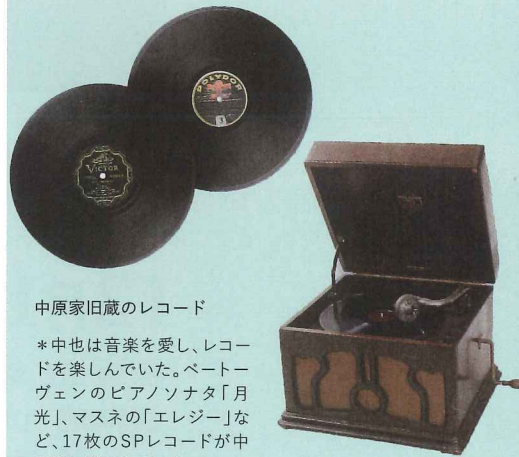 POLYDOR
VICTOR
中原家旧蔵のレコード
*中也は音楽を愛し、レコー
ドを楽しんでいた。ベートー
ヴェンのピアノソナタ「月
光」、マスネの「エレジー」な
ど、17枚のSPレコードが中